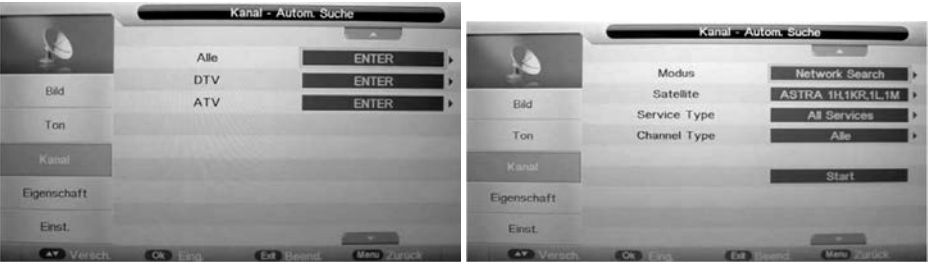 Kanal - Autom. Suche
Alle ENTER
DTV ENTER
ATV ENTER
Bild
Ton
Kanal
Eigenschaft
Einst.
Versch. Ok Eing. Exit Beend. Menu Zurück
Kanal - Autom. Suche
Modus Network Search
Satellite ASTRA 1H,1KR,1L,1M
Service Type All Services
Channel Type Alle
Start
Bild
Ton
Kanal
Eigenschaft
Einst.
Versch. Ok Eing. Exit Beend. Menu Zurück